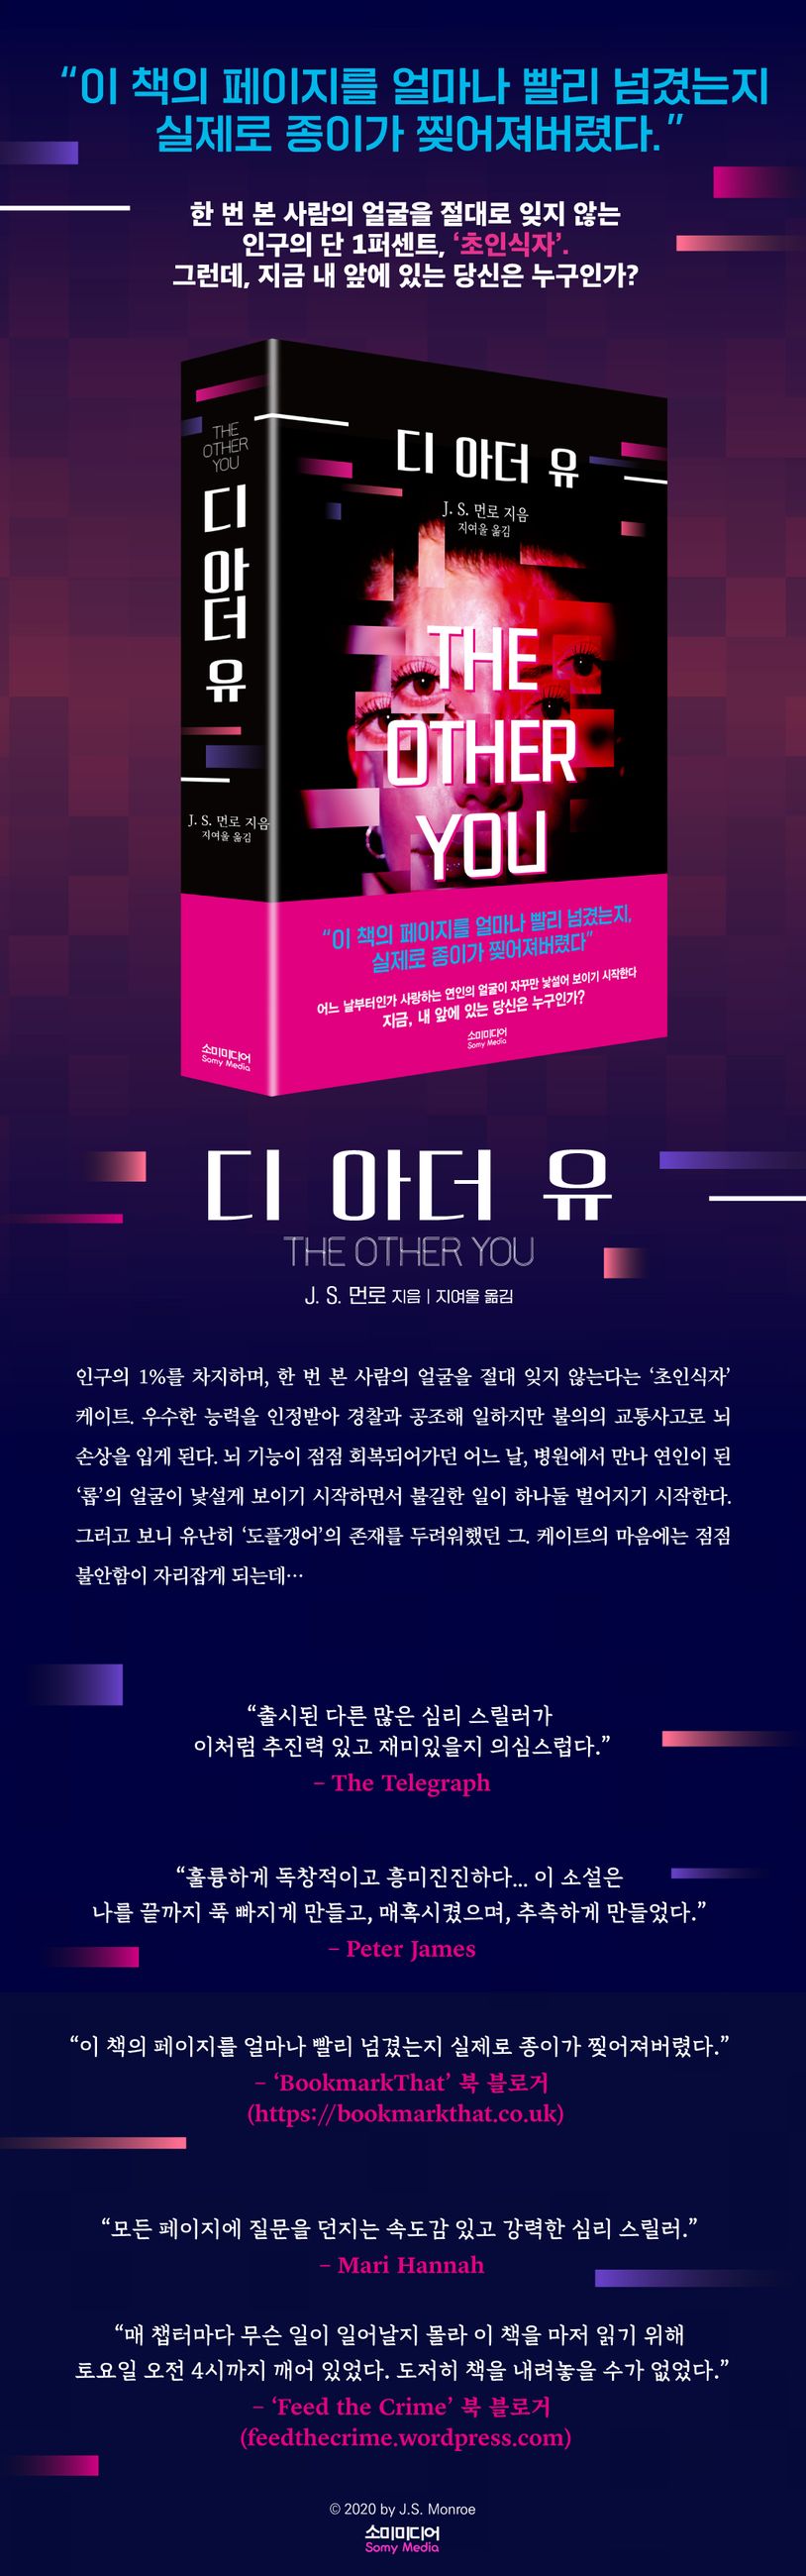 “이 책의 페이지를 얼마나 빨리 넘겼는지
실제로 종이가 찢어져버렸다.”
한 번 본 사람의 얼굴을 절대로 잊지 않는
인구의 단 1퍼센트, ‘초인식자’.
그런데, 지금 내 앞에 있는 당신은 누구인가?
THE
OTHER
YOU
디
아
더
유
J. S. 먼로 지음
지여울 옮김
소미미디어
Somy Media
디 아더 유
J. S. 먼로 지음
지여울 옮김
THE
OTHER
YOU
“이 책의 페이지를 얼마나 빨리 넘겼는지,
실제로 종이가 찢어져버렸다”
어느 날부터인가 사랑하는 연인의 얼굴이 자꾸만 낯설어 보이기 시작한다
지금, 내 앞에 있는 당신은 누구인가?
소미미디어
Somy Media
디 아더 유
THE OTHER YOU
J. S. 먼로 지음 | 지여울 옮김
인구의 1%를 차지하며, 한 번 본 사람의 얼굴을 절대 잊지 않는다는 ‘초인식자’
케이트. 우수한 능력을 인정받아 경찰과 공조해 일하지만 불의의 교통사고로 뇌
손상을 입게 된다. 뇌 기능이 점점 회복되어가던 어느 날, 병원에서 만나 연인이 된
‘롭’의 얼굴이 낯설게 보이기 시작하면서 불길한 일이 하나둘 벌어지기 시작한다.
그러고 보니 유난히 ‘도플갱어’의 존재를 두려워했던 그. 케이트의 마음에는 점점
불안함이 자리잡게 되는데…
“출시된 다른 많은 심리 스릴러가
이처럼 추진력 있고 재미있을지 의심스럽다.”
– The Telegraph
“훌륭하게 독창적이고 흥미진진하다... 이 소설은
나를 끝까지 푹 빠지게 만들고, 매혹시켰으며, 추측하게 만들었다.”
– Peter James
“이 책의 페이지를 얼마나 빨리 넘겼는지 실제로 종이가 찢어져버렸다.”
– ‘BookmarkThat’ 북 블로거
(https://bookmarkthat.co.uk)
“모든 페이지에 질문을 던지는 속도감 있고 강력한 심리 스릴러.”
– Mari Hannah
“매 챕터마다 무슨 일이 일어날지 몰라 이 책을 마저 읽기 위해
토요일 오전 4시까지 깨어 있었다. 도저히 책을 내려놓을 수가 없었다.”
– ‘Feed the Crime’ 북 블로거
(feedthecrime.wordpress.com)
© 2020 by J.S. Monroe
소미미디어
Somy Media